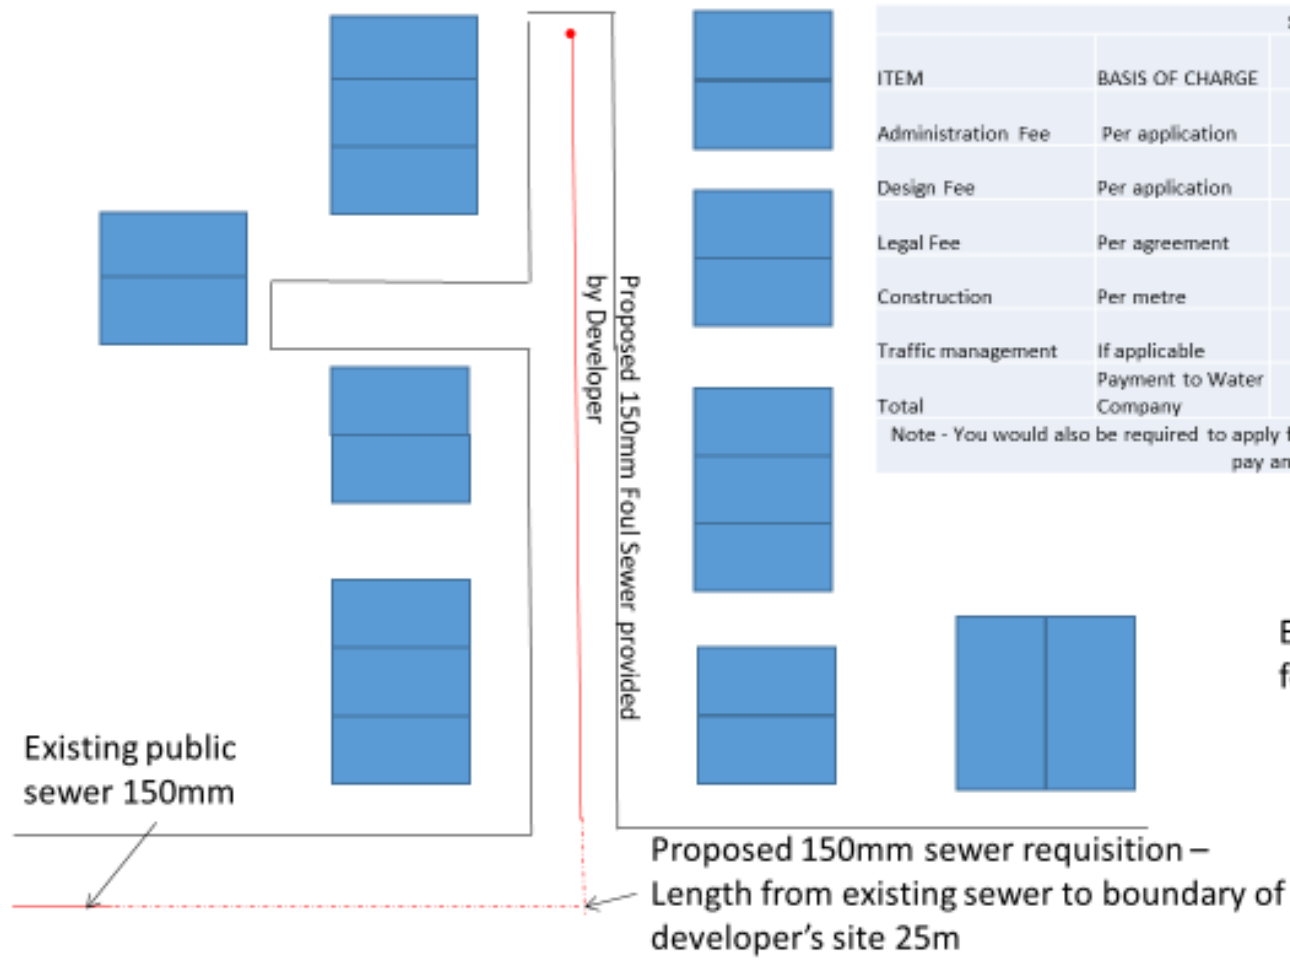 ITEM BASIS OF CHARGE
Administration Fee Per application
Design Fee Per application
Legal Fee Per agreement
Construction Per metre
Traffic management If applicable
Total Payment to Water
Company
Note - You would also be required to apply
pay
Proposed 150mm Foul Sewer provided
by Developer
Existing public
sewer 150mm
Proposed 150mm sewer requisition –
Length from existing sewer to boundary of
developer's site 25m